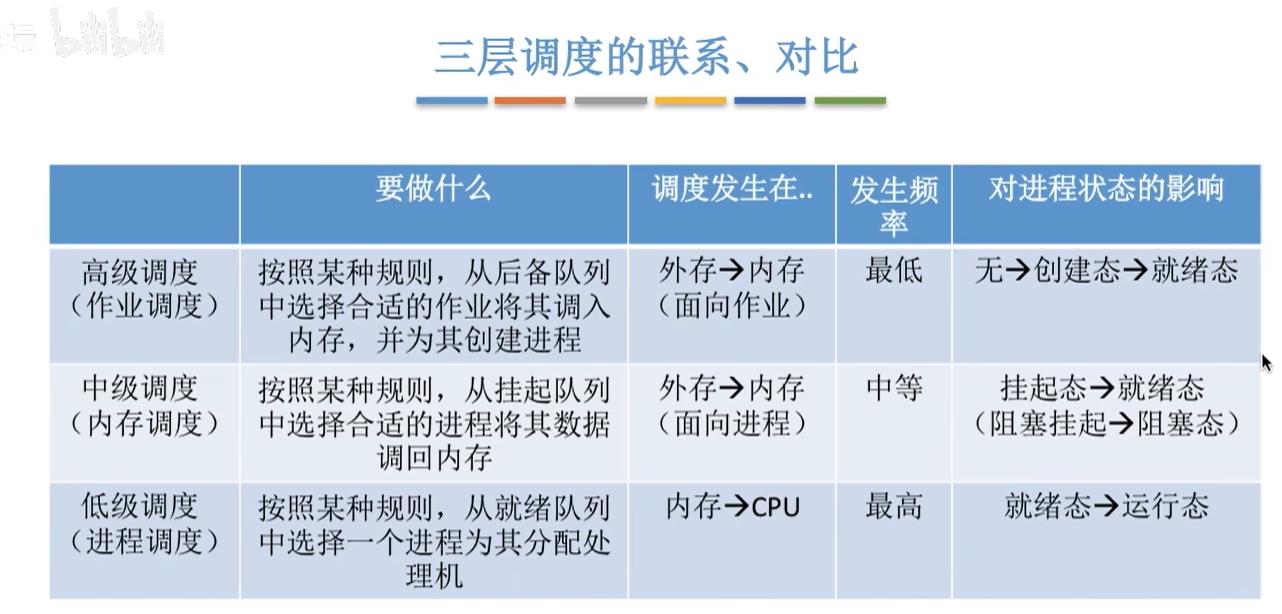 坛 bilibili
三层调度的联系、对比
要做什么
调度发生在..
发生频
率
对进程状态的影响
高级调度
（作业调度）
按照某种规则，从后备队列
中选择合适的作业将其调入
内存，并为其创建进程
外存→内存
（面向作业）
最低
无→创建态→就绪态
中级调度
（内存调度）
按照某种规则，从挂起队列
中选择合适的进程将其数据
调回内存
外存→内存
（面向进程）
中等
挂起态→就绪态
（阻塞挂起→阻塞态）
低级调度
（进程调度）
按照某种规则，从就绪队列
中选择一个进程为其分配处
理机
内存→CPU
最高
就绪态→运行态